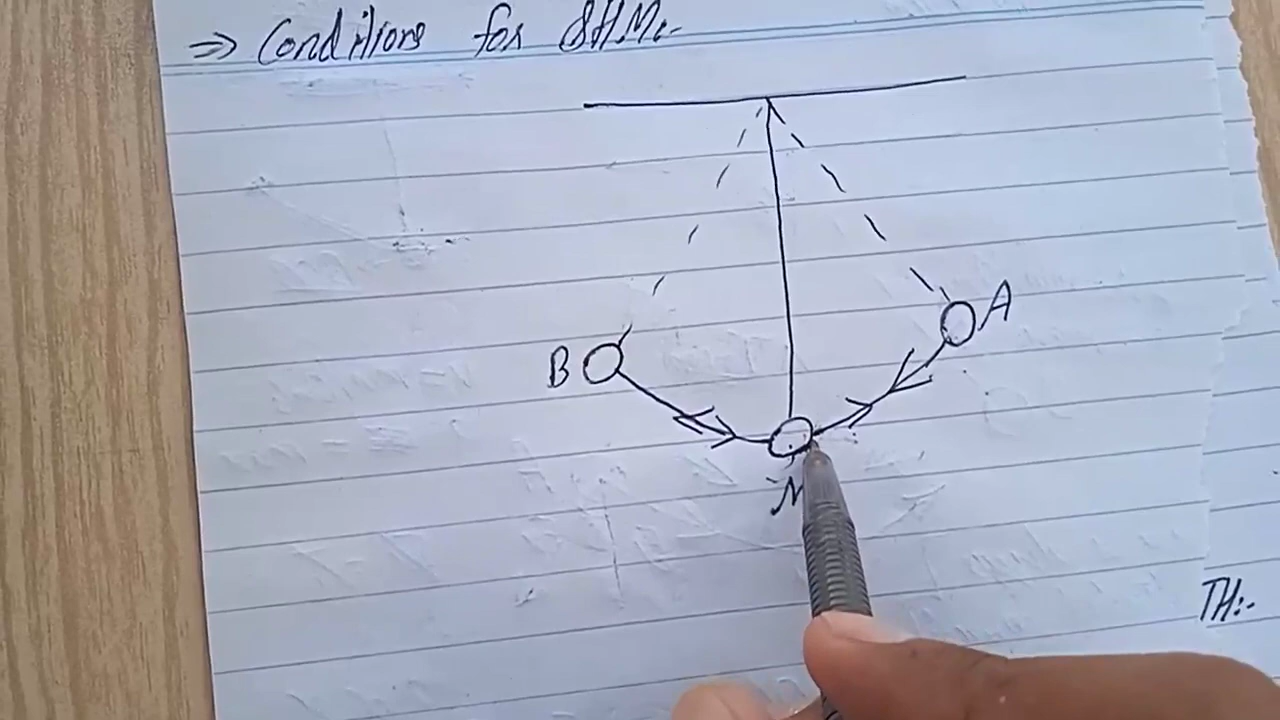 ⇒ Conditions for SHM:-
A
B
TH:-